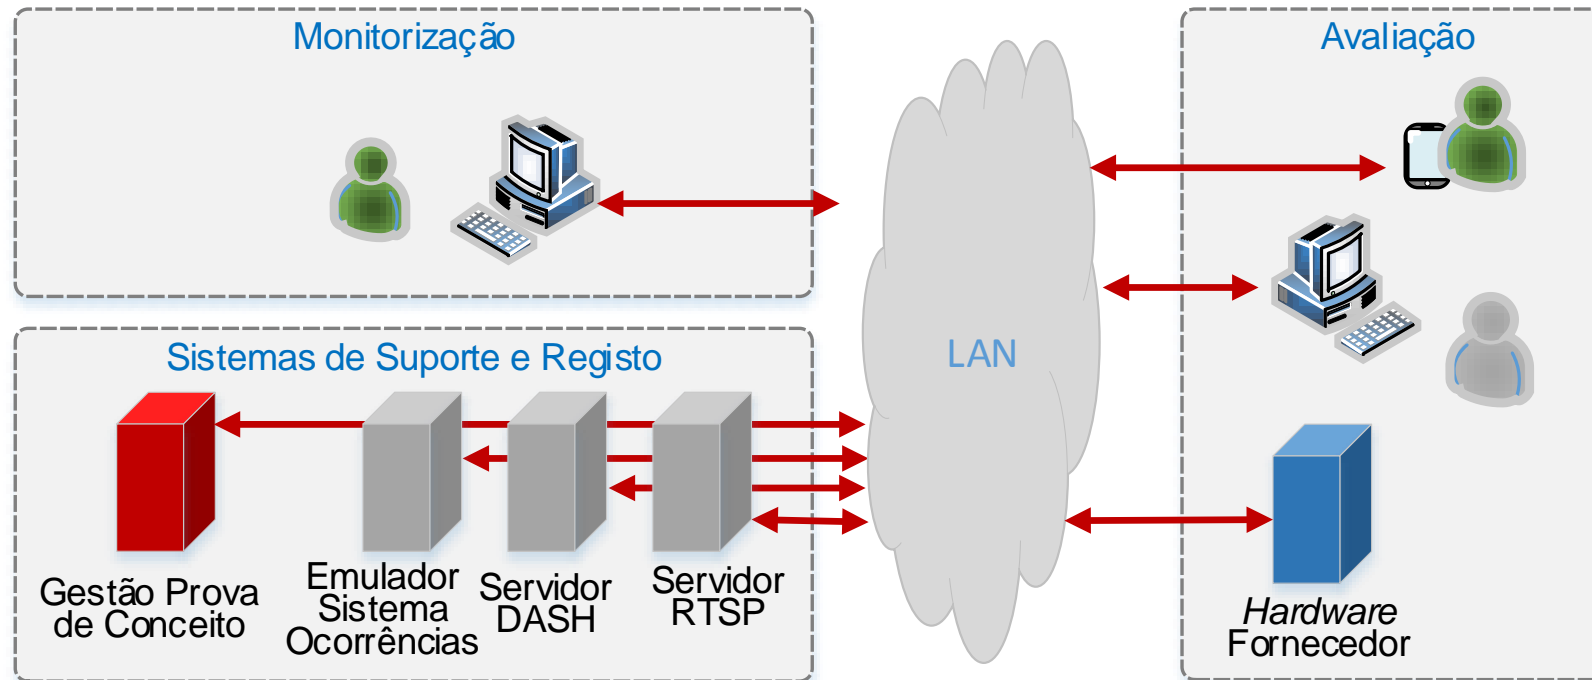 Monitorização
Avaliação
Sistemas de Suporte e Registo
LAN
Gestão Prova
de Conceito
Emulador
Sistema
Ocorrências
Servidor
DASH
Servidor
RTSP
Hardware
Fornecedor